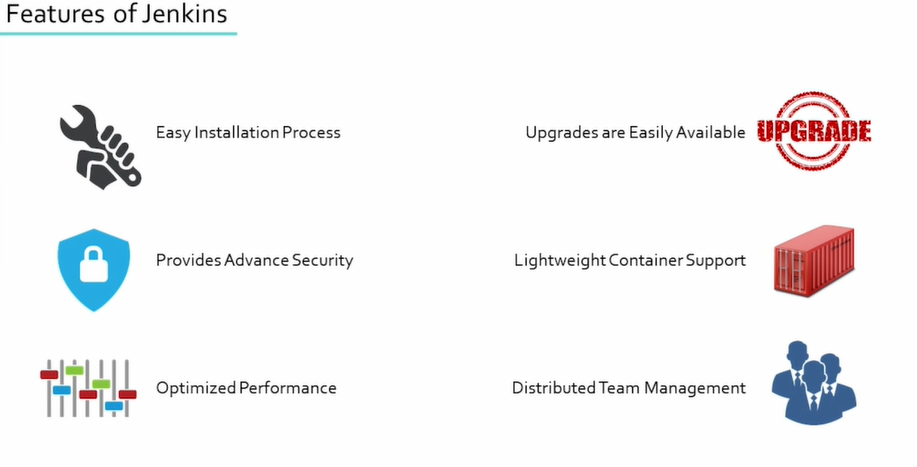 Features of Jenkins
Easy Installation Process
Upgrades are Easily Available
UPGRADE
Provides Advance Security
Lightweight Container Support
Optimized Performance
Distributed Team Management